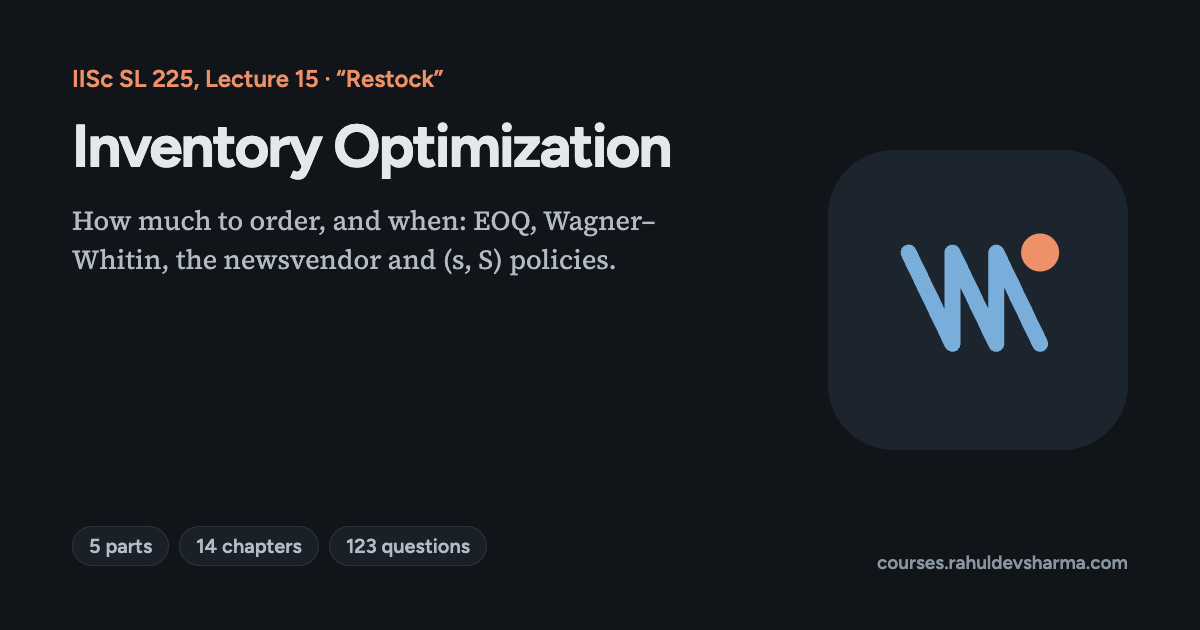 IISc SL 225, Lecture 15 · “Restock”
Inventory Optimization
How much to order, and when: EOQ, Wagner–
Whitin, the newsvendor and (s, S) policies.
5 parts
14 chapters
123 questions
courses.rahuldevsharma.com